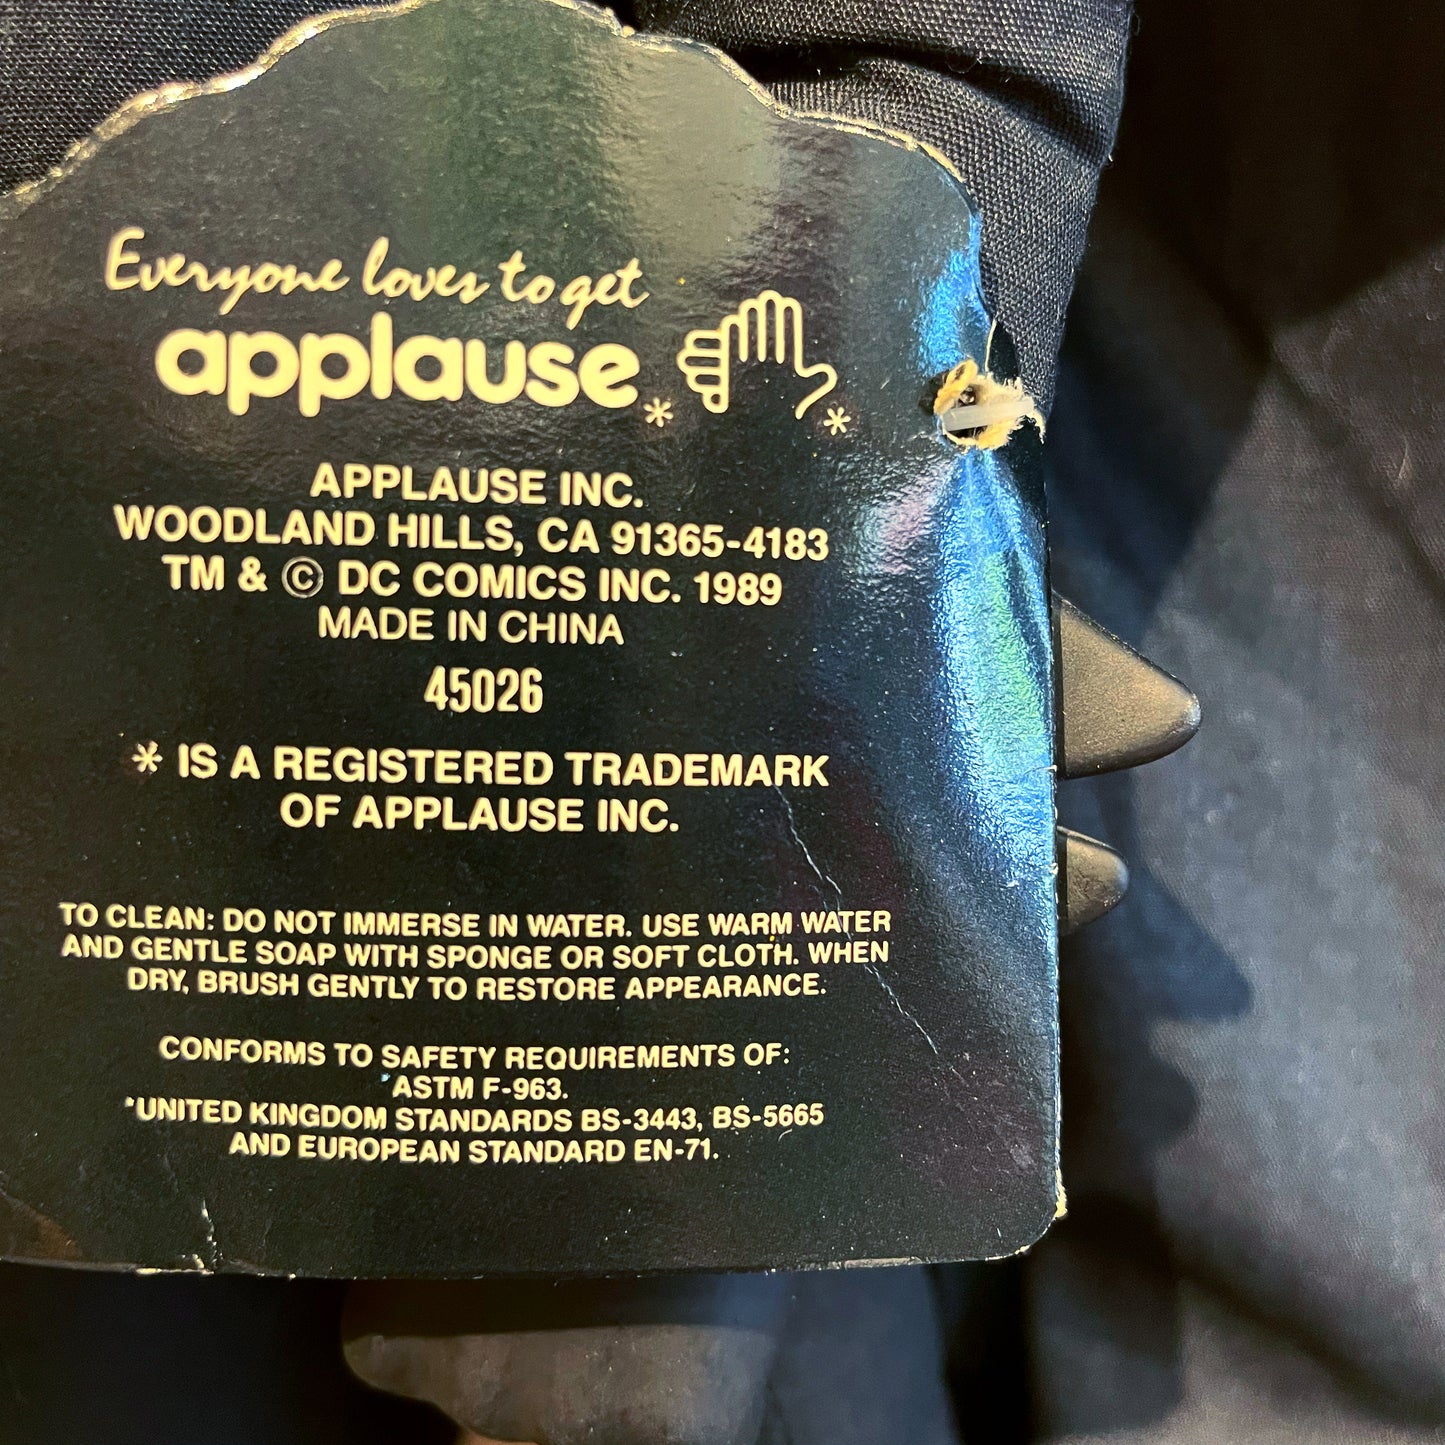 Everyone loves to get
applause* *
APPLAUSE INC.
WOODLAND HILLS, CA 91365-4183
TM & © DC COMICS INC. 1989
MADE IN CHINA
45026
* IS A REGISTERED TRADEMARK
OF APPLAUSE INC.
TO CLEAN: DO NOT IMMERSE IN WATER. USE WARM WATER
AND GENTLE SOAP WITH SPONGE OR SOFT CLOTH. WHEN
DRY, BRUSH GENTLY TO RESTORE APPEARANCE.
CONFORMS TO SAFETY REQUIREMENTS OF:
ASTM F-963.
*UNITED KINGDOM STANDARDS BS-3443, BS-5665
AND EUROPEAN STANDARD EN-71.